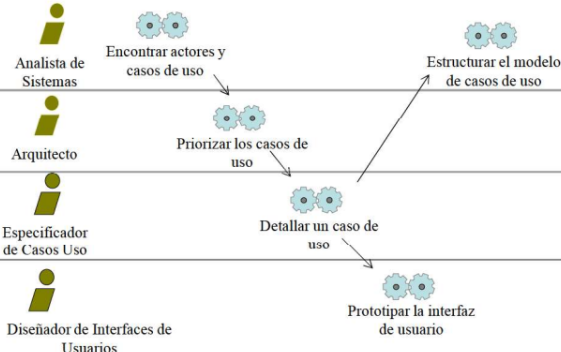 Analista de
Sistemas
Encontrar actores y
casos de uso
Estructurar el modelo
de casos de uso
Arquitecto
Priorizar los casos de
uso
Especificador
de Casos Uso
Detallar un caso de
uso
Diseñador de Interfaces de
Usuarios
Prototipar la interfaz
de usuario